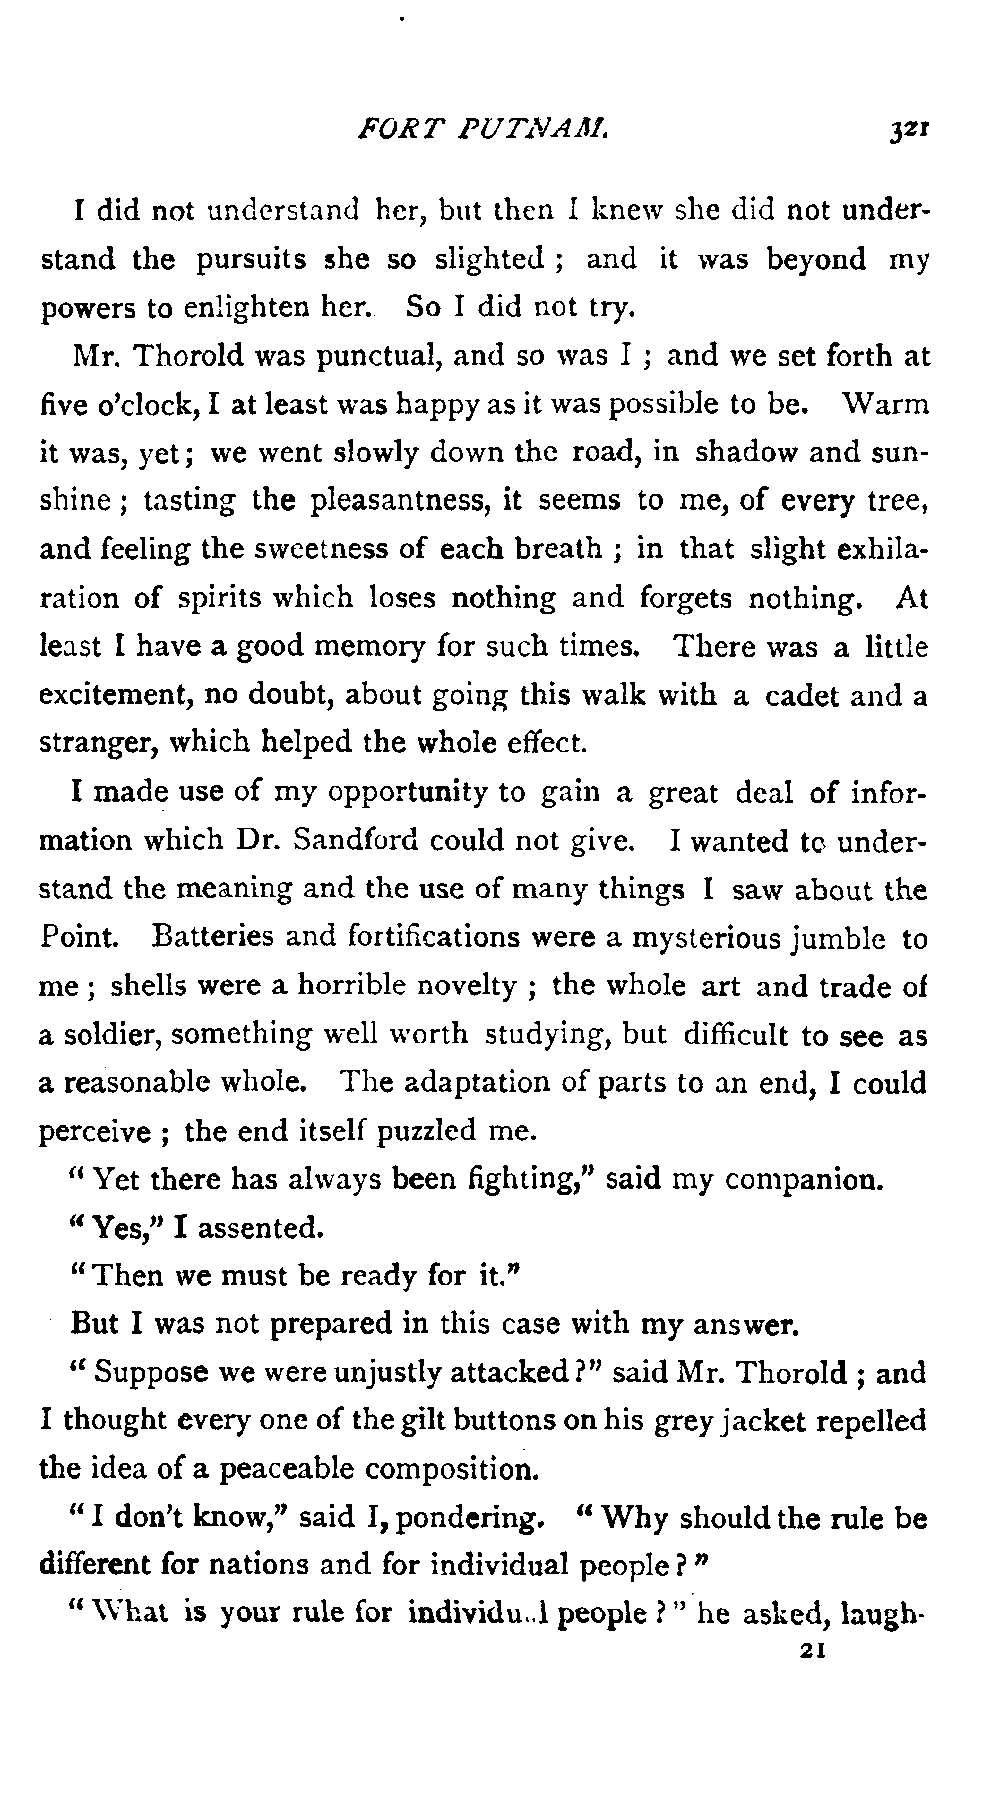 FORT PUTNAM. 321
I did not understand her, but then I knew she did not under-
stand the pursuits she so slighted ; and it was beyond my
powers to enlighten her. So I did not try.
Mr. Thorold was punctual, and so was I ; and we set forth at
five o'clock, I at least was happy as it was possible to be. Warm
it was, yet ; we went slowly down the road, in shadow and sun-
shine ; tasting the pleasantness, it seems to me, of every tree,
and feeling the sweetness of each breath ; in that slight exhila-
ration of spirits which loses nothing and forgets nothing. At
least I have a good memory for such times. There was a little
excitement, no doubt, about going this walk with a cadet and a
stranger, which helped the whole effect.
I made use of my opportunity to gain a great deal of infor-
mation which Dr. Sandford could not give. I wanted to under-
stand the meaning and the use of many things I saw about the
Point. Batteries and fortifications were a mysterious jumble to
me ; shells were a horrible novelty ; the whole art and trade of
a soldier, something well worth studying, but difficult to see as
a reasonable whole. The adaptation of parts to an end, I could
perceive ; the end itself puzzled me.
“ Yet there has always been fighting,” said my companion.
“ Yes,” I assented.
“ Then we must be ready for it.”
But I was not prepared in this case with my answer.
“ Suppose we were unjustly attacked ?” said Mr. Thorold ; and
I thought every one of the gilt buttons on his grey jacket repelled
the idea of a peaceable composition.
“ I don't know,” said I, pondering. “ Why should the rule be
different for nations and for individual people ? ”
“ What is your rule for individual people ? ” he asked, laugh-
21